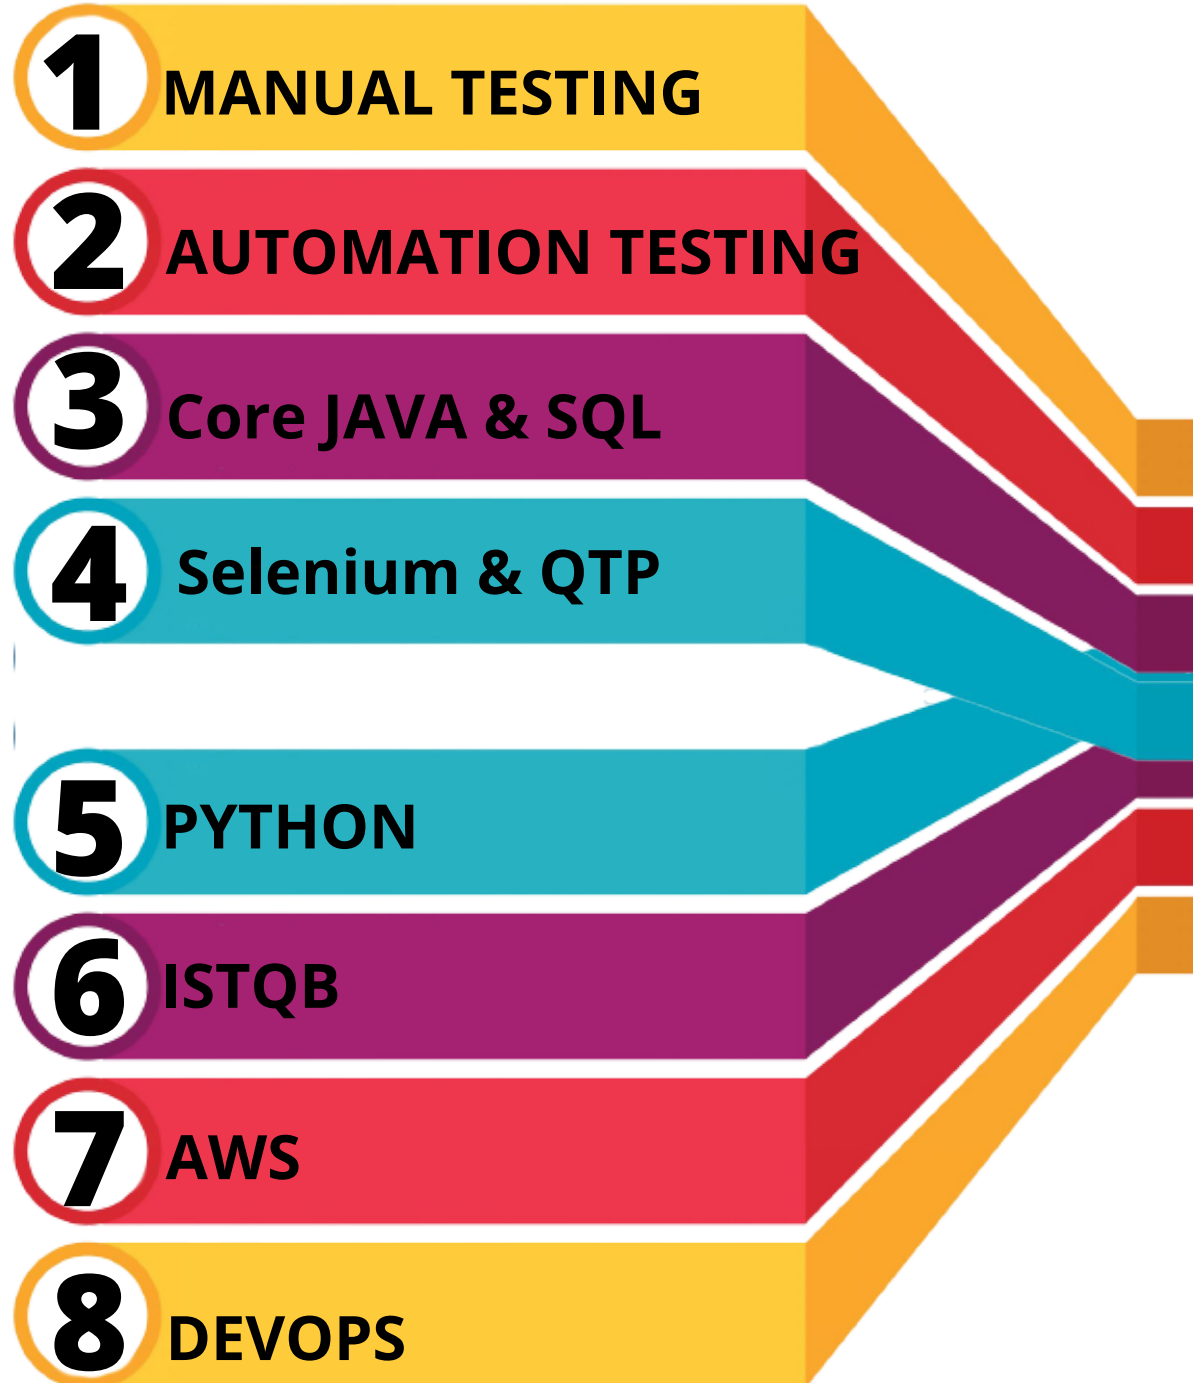 1 MANUAL TESTING
2 AUTOMATION TESTING
3 Core JAVA & SQL
4 Selenium & QTP
5 PYTHON
6 ISTQB
7 AWS
8 DEVOPS